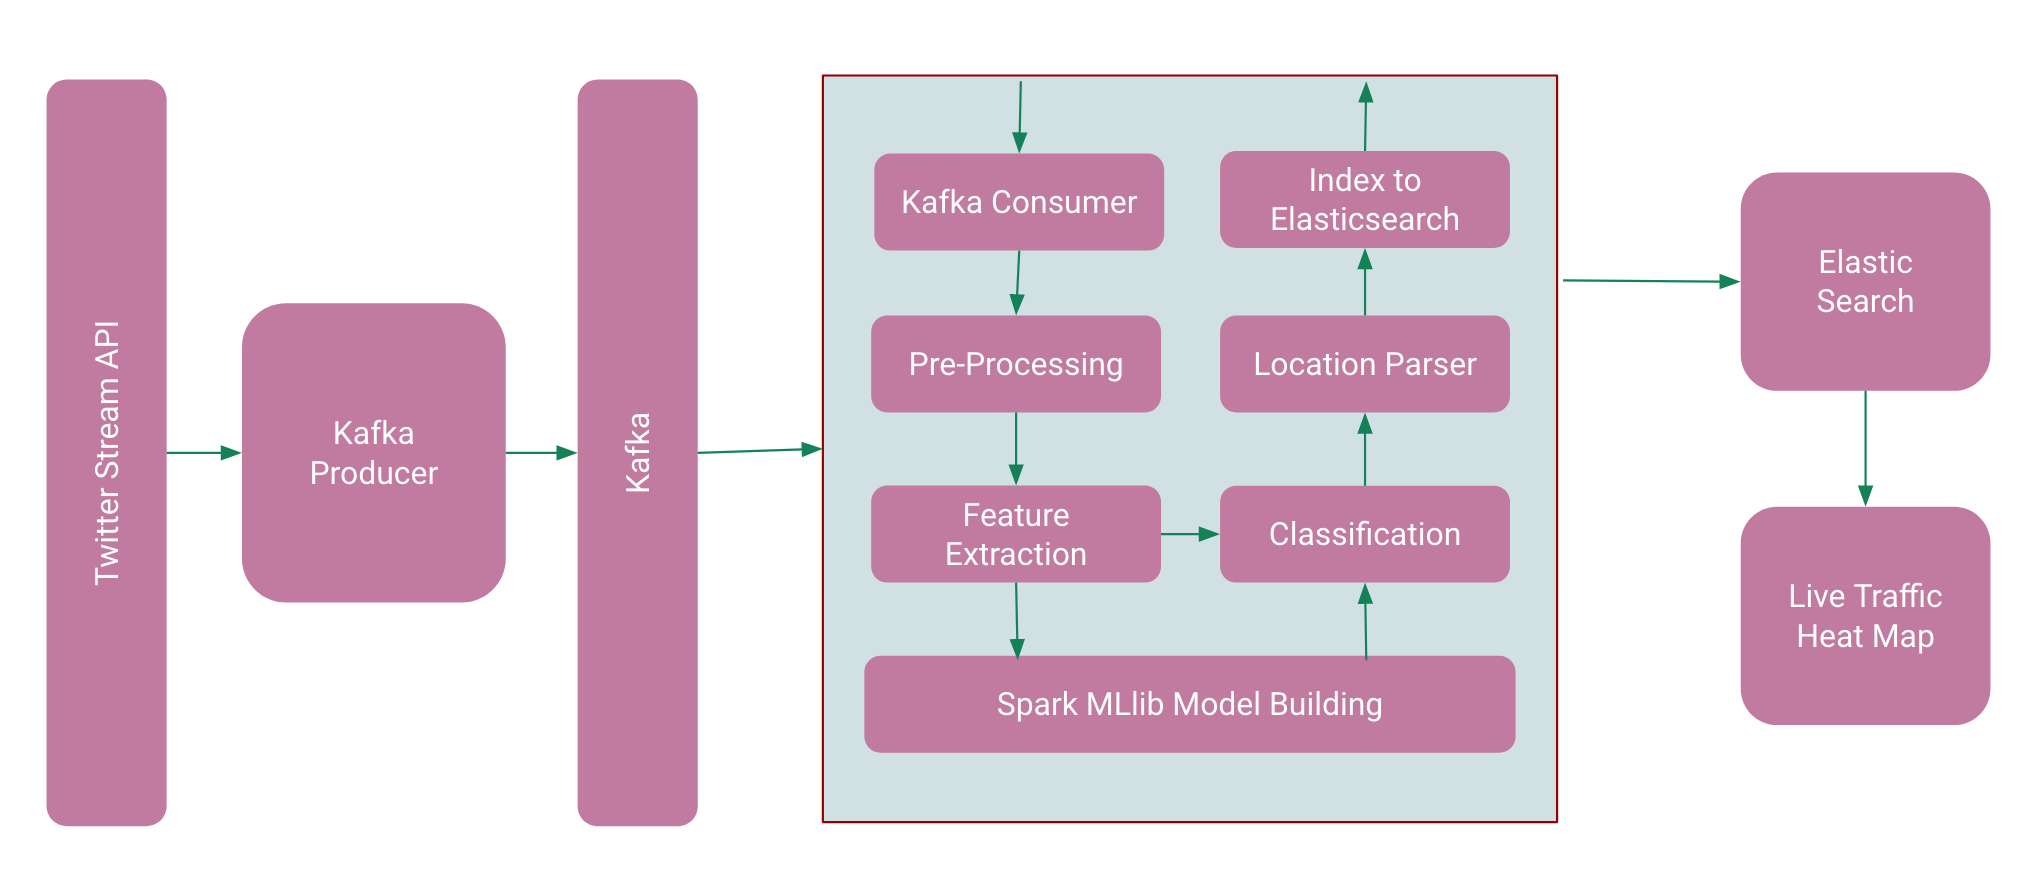 Twitter Stream API
Kafka
Producer
Kafka
Kafka Consumer
Pre-Processing
Feature
Extraction
Spark MLlib Model Building
Classification
Location Parser
Index to
Elasticsearch
Elastic
Search
Live Traffic
Heat Map